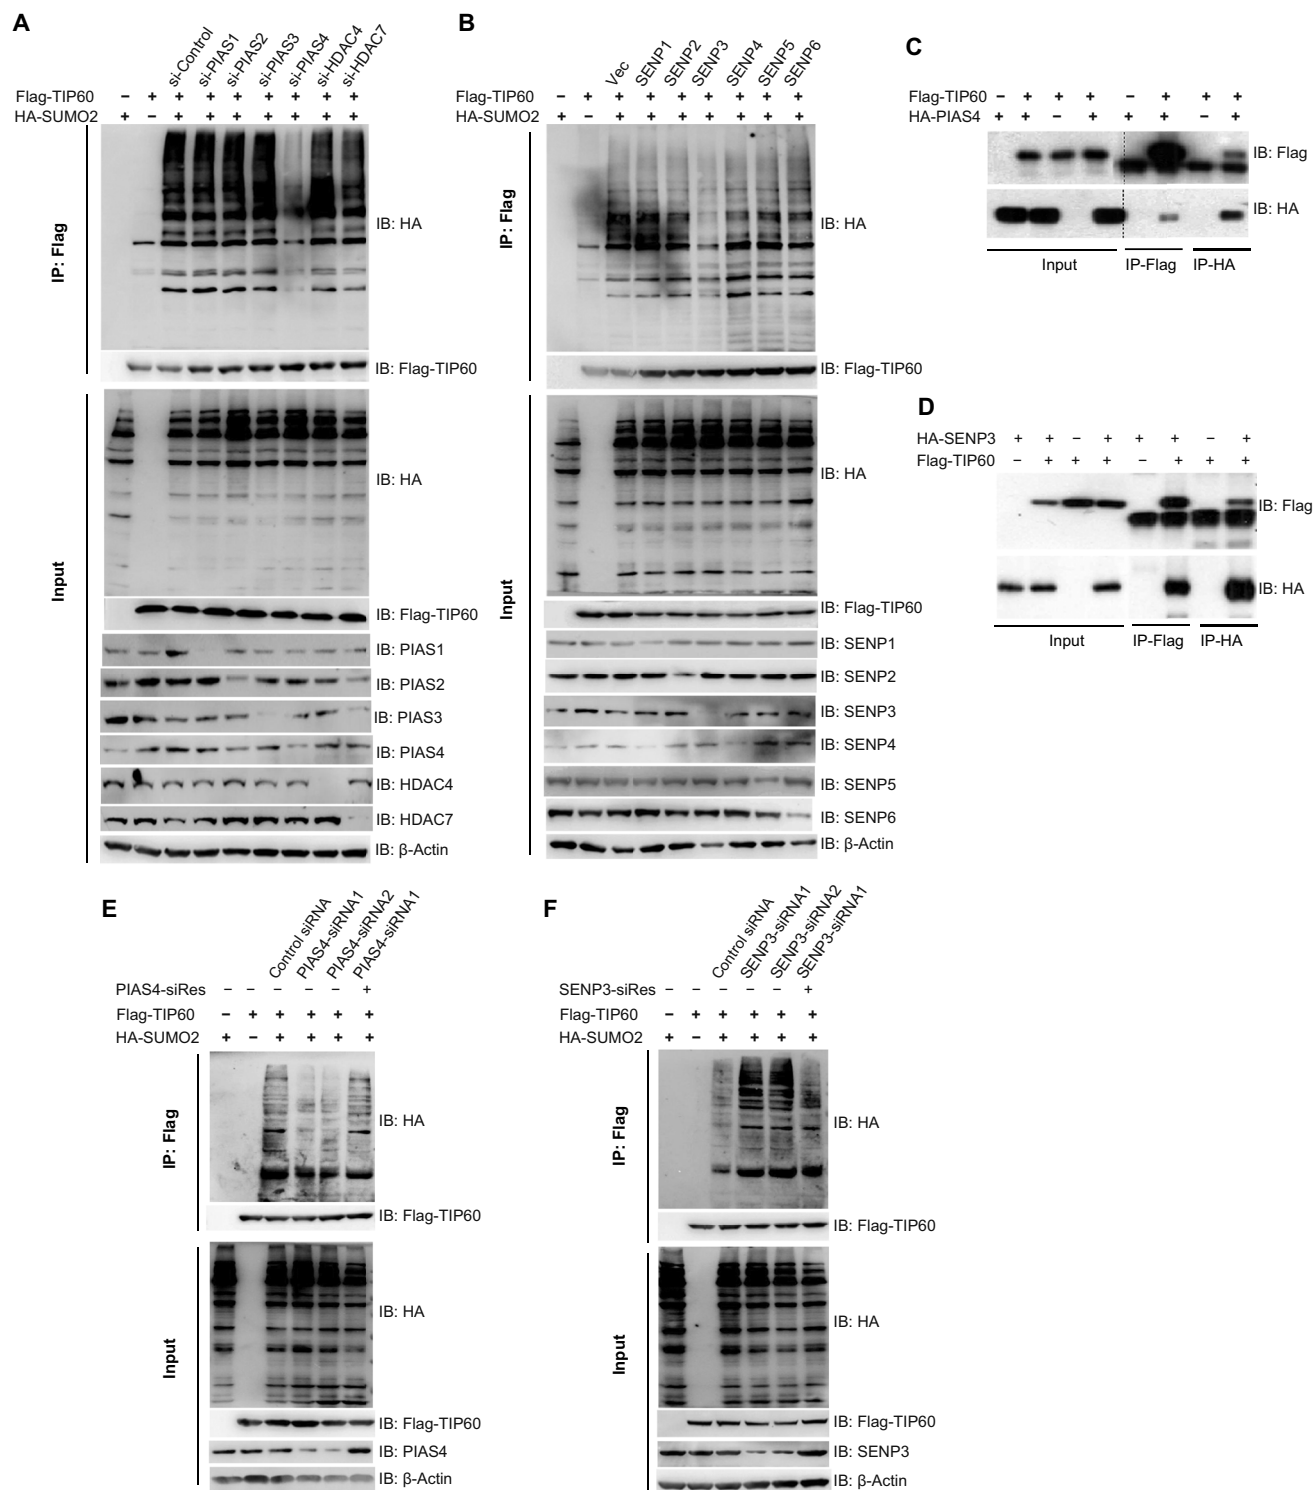 A
si-Control
si-PIAS1
si-PIAS2
si-PIAS3
si-PIAS4
si-HDAC4
si-HDAC7
Flag-TIP60 – + + + + + + + +
HA-SUMO2 + – + + + + + + +
IP: Flag
IB: HA
IB: Flag-TIP60
Input
IB: HA
IB: Flag-TIP60
IB: PIAS1
IB: PIAS2
IB: PIAS3
IB: PIAS4
IB: HDAC4
IB: HDAC7
IB: β-Actin
B
Vec
SENP1
SENP2
SENP3
SENP4
SENP5
SENP6
Flag-TIP60 – + + + + + + + +
HA-SUMO2 + – + + + + + + +
IP: Flag
IB: HA
IB: Flag-TIP60
Input
IB: HA
IB: Flag-TIP60
IB: SENP1
IB: SENP2
IB: SENP3
IB: SENP4
IB: SENP5
IB: SENP6
IB: β-Actin
C
Flag-TIP60 – + + + – + + +
HA-PIAS4 + + – + + + – +
IB: Flag
IB: HA
Input IP-Flag IP-HA
D
HA-SENP3 + + – + + + – +
Flag-TIP60 – + + + – + + +
IB: Flag
IB: HA
Input IP-Flag IP-HA
E
Control siRNA
PIAS4-siRNA1
PIAS4-siRNA2
PIAS4-siRNA1
PIAS4-siRes – – – – – +
Flag-TIP60 – + + + + +
HA-SUMO2 + – + + + +
IP: Flag
IB: HA
IB: Flag-TIP60
Input
IB: HA
IB: Flag-TIP60
IB: PIAS4
IB: β-Actin
F
Control siRNA
SENP3-siRNA1
SENP3-siRNA2
SENP3-siRNA1
SENP3-siRes – – – – – +
Flag-TIP60 – + + + + +
HA-SUMO2 + – + + + +
IP: Flag
IB: HA
IB: Flag-TIP60
Input
IB: HA
IB: Flag-TIP60
IB: SENP3
IB: β-Actin